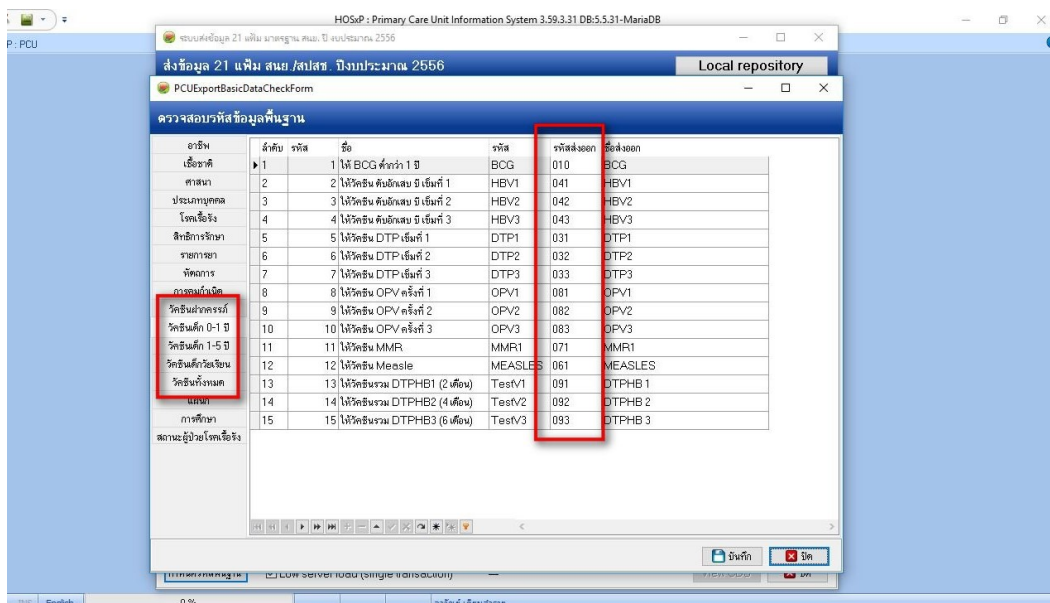 HOSxP : Primary Care Unit Information System 3.59.3.31 DB:5.5.31-MariaDB
P : PCU
ระบบส่งข้อมูล 21 แฟ้ม มาตรฐาน สนย. ปีงบประมาณ 2556
ส่งข้อมูล 21 แฟ้ม สนย./สปสช. ปีงบประมาณ 2556
Local repository
PCUExportBasicDataCheckForm
ตรวจสอบรหัสข้อมูลพื้นฐาน
อาชีพ
เชื้อชาติ
ศาสนา
ประเภทบุคคล
โรคเรื้อรัง
สิทธิการรักษา
รายการยา
หัตถการ
การคุมกำเนิด
วัคซีนฝากครรภ์
วัคซีนเด็ก 0-1 ปี
วัคซีนเด็ก 1-5 ปี
วัคซีนเด็กวัยเรียน
วัคซีนทั้งหมด
แผนก
การศึกษา
สถานะผู้ป่วยโรคเรื้อรัง
ลำดับ รหัส ชื่อ รหัส รหัสส่งออก ชื่อส่งออก
1 1 ให้ BCG ต่ำกว่า 1 ปี BCG 010 BCG
2 2 ให้วัคซีน ตับอักเสบ บี เข็มที่ 1 HBV1 041 HBV1
3 3 ให้วัคซีน ตับอักเสบ บี เข็มที่ 2 HBV2 042 HBV2
4 4 ให้วัคซีน ตับอักเสบ บี เข็มที่ 3 HBV3 043 HBV3
5 5 ให้วัคซีน DTP เข็มที่ 1 DTP1 031 DTP1
6 6 ให้วัคซีน DTP เข็มที่ 2 DTP2 032 DTP2
7 7 ให้วัคซีน DTP เข็มที่ 3 DTP3 033 DTP3
8 8 ให้วัคซีน OPV ครั้งที่ 1 OPV1 081 OPV1
9 9 ให้วัคซีน OPV ครั้งที่ 2 OPV2 082 OPV2
10 10 ให้วัคซีน OPV ครั้งที่ 3 OPV3 083 OPV3
11 11 ให้วัคซีน MMR MMR1 071 MMR1
12 12 ให้วัคซีน Measle MEASLES 061 MEASLES
13 13 ให้วัคซีนรวม DTPHB1 (2 เดือน) TestV1 091 DTPHB 1
14 14 ให้วัคซีนรวม DTPHB2 (4 เดือน) TestV2 092 DTPHB 2
15 15 ให้วัคซีนรวม DTPHB3 (6 เดือน) TestV3 093 DTPHB 3
บันทึก
ปิด
Low server load (single transaction)
ปิด
English
0 %